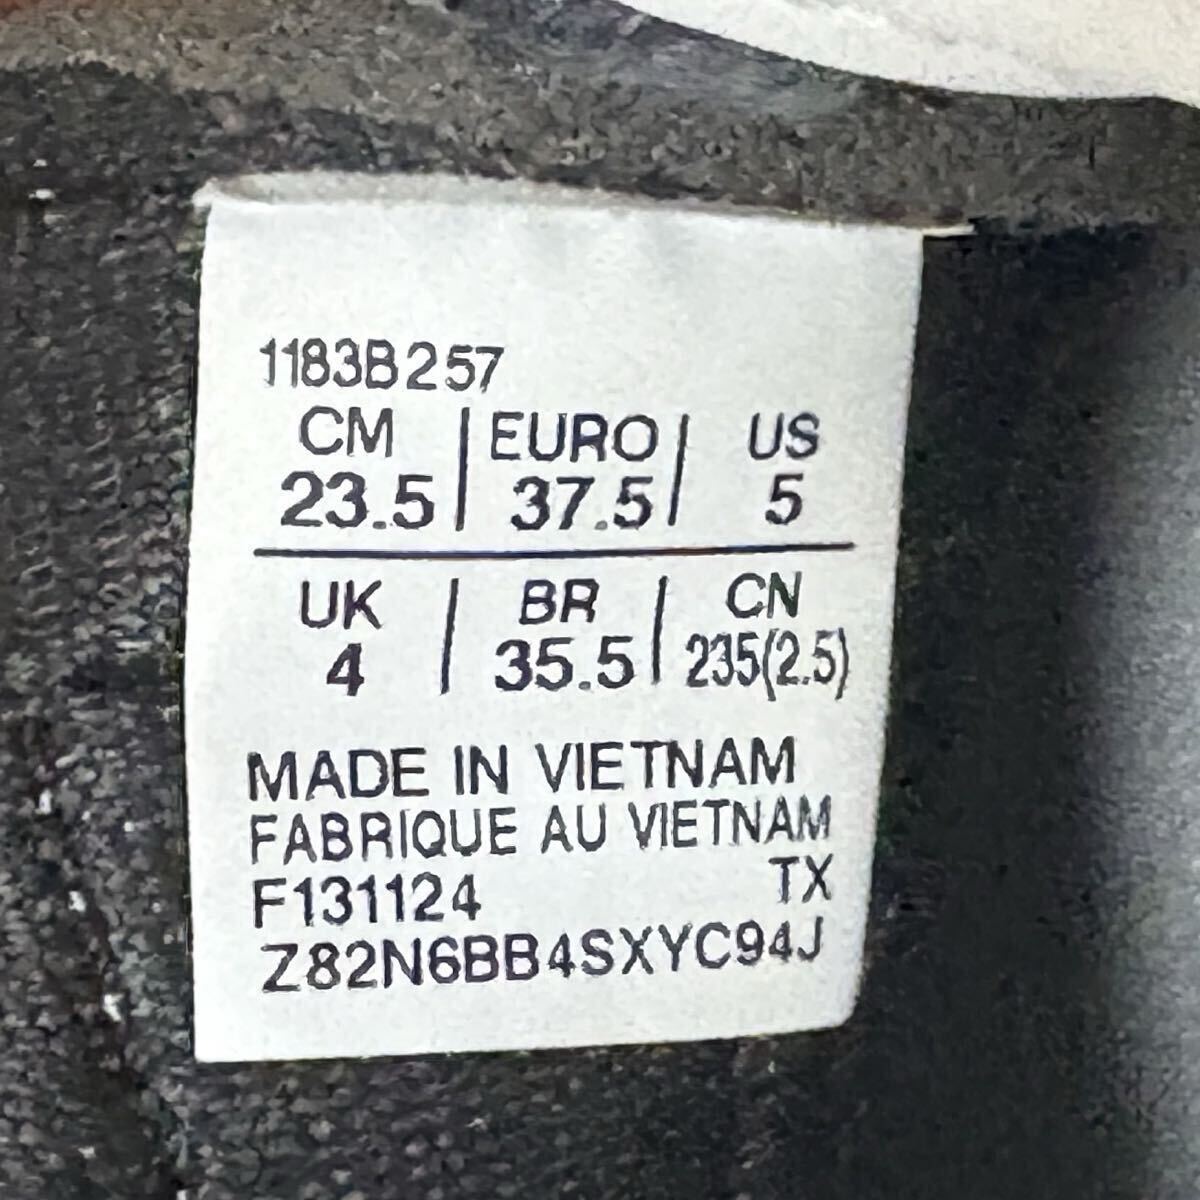 1183B257
CM | EURO | US
23.5 | 37.5 | 5
UK | BR | CN
4 | 35.5 | 235(2.5)
MADE IN VIETNAM
FABRIQUE AU VIETNAM
F131124 TX
Z82N6BB4SXYC94J